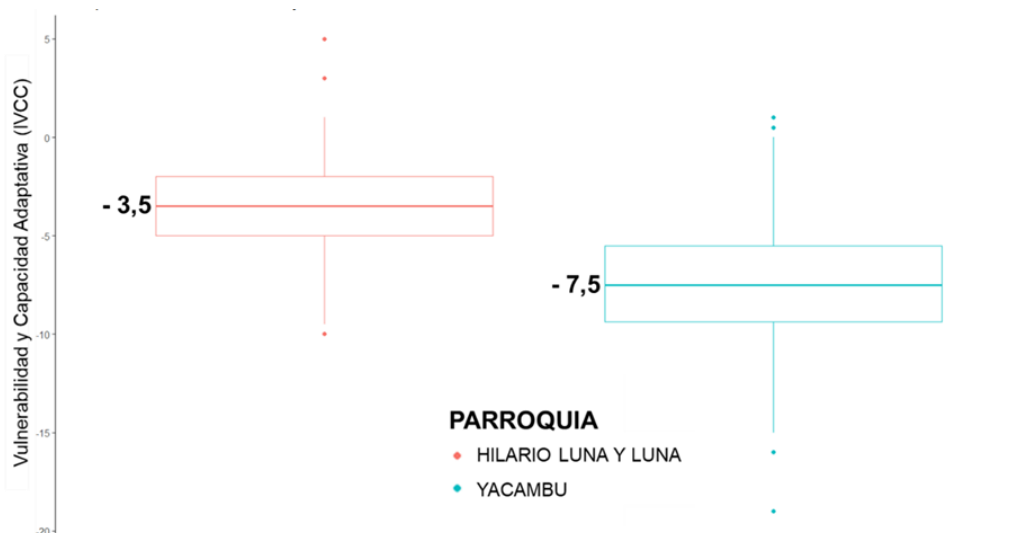 Vulnerabilidad y Capacidad Adaptativa (IVCC)
5
0
-5
-10
-15
-20
- 3,5
- 7,5
PARROQUIA
HILARIO LUNA Y LUNA
YACAMBU